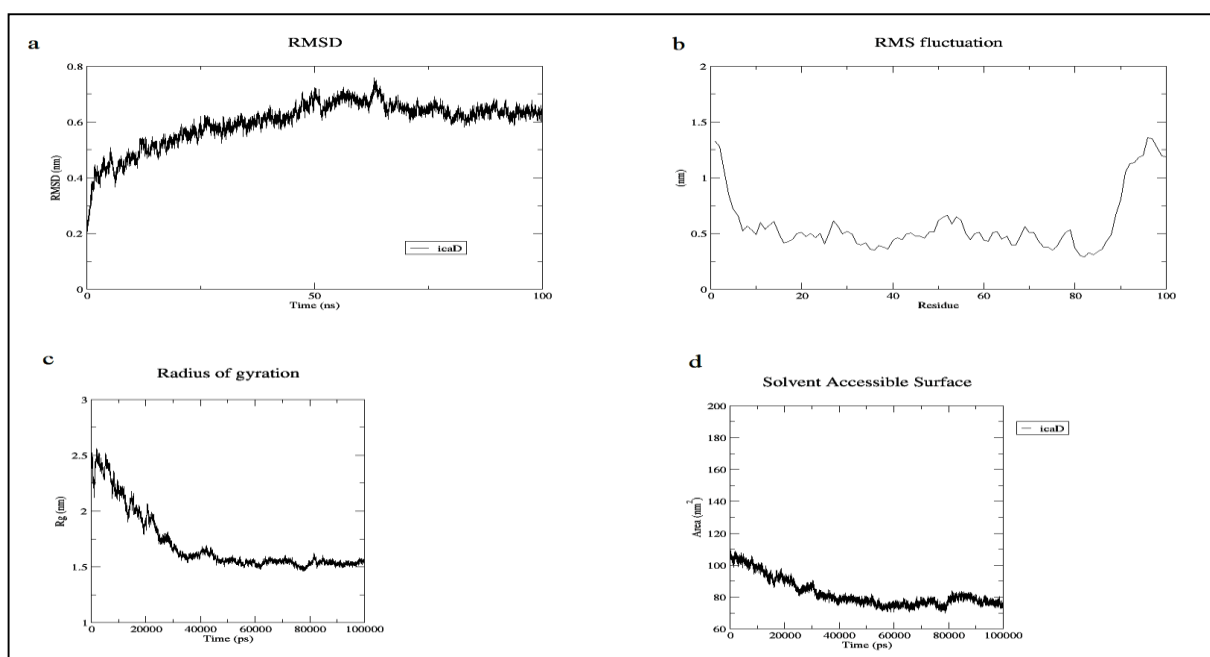 a
RMSD
0.8
0.6
0.4
0.2
0
RMSD (nm)
icaD
0
50
100
Time (ns)
b
RMS fluctuation
2
1.5
1
0.5
0
(nm)
0
20
40
60
80
100
Residue
c
Radius of gyration
3
2.5
2
1.5
1
Rg (nm)
0
20000
40000
60000
80000
100000
Time (ps)
d
Solvent Accessible Surface
200
180
160
140
120
100
80
60
Area (nm²)
icaD
0
20000
40000
60000
80000
100000
Time (ps)